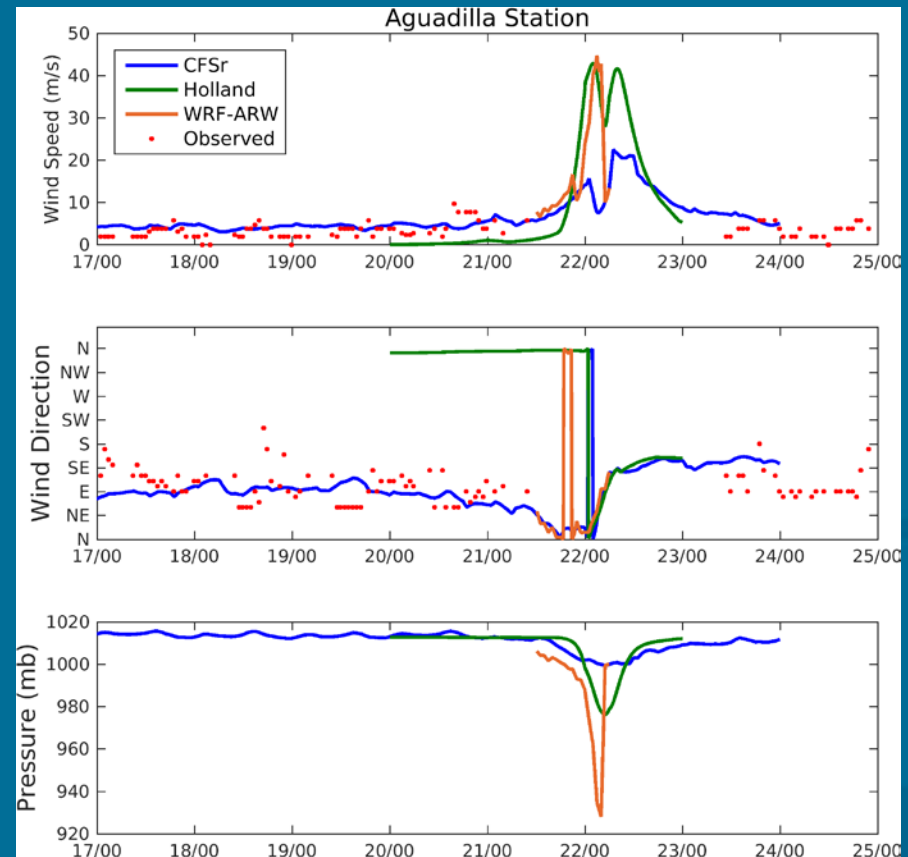 Aguadilla Station
Wind Speed (m/s)
50
40
30
20
10
0
CFSr
Holland
WRF-ARW
Observed
17/00 18/00 19/00 20/00 21/00 22/00 23/00 24/00 25/00
Wind Direction
N
NW
W
SW
S
SE
E
NE
N
17/00 18/00 19/00 20/00 21/00 22/00 23/00 24/00 25/00
Pressure (mb)
1020
1000
980
960
940
920
17/00 18/00 19/00 20/00 21/00 22/00 23/00 24/00 25/00